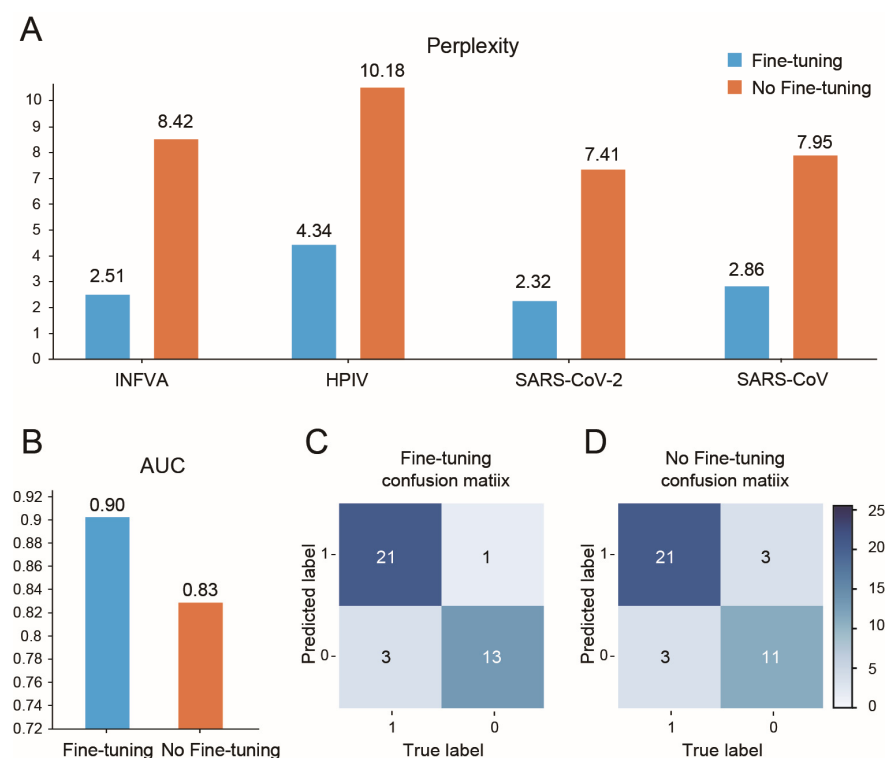 A
Perplexity
Fine-tuning
No Fine-tuning
10
9
8
7
6
5
4
3
2
1
0
2.51
8.42
4.34
10.18
2.32
7.41
2.86
7.95
INFVA
HPIV
SARS-CoV-2
SARS-CoV
B
AUC
0.92
0.9
0.88
0.86
0.84
0.82
0.8
0.78
0.76
0.74
0.72
0.90
0.83
Fine-tuning
No Fine-tuning
C
Fine-tuning
confusion matiix
Predicted label
1
0
21
1
3
13
1
0
True label
D
No Fine-tuning
confusion matiix
Predicted label
1
0
21
3
3
11
1
0
True label
25
20
15
10
5
0